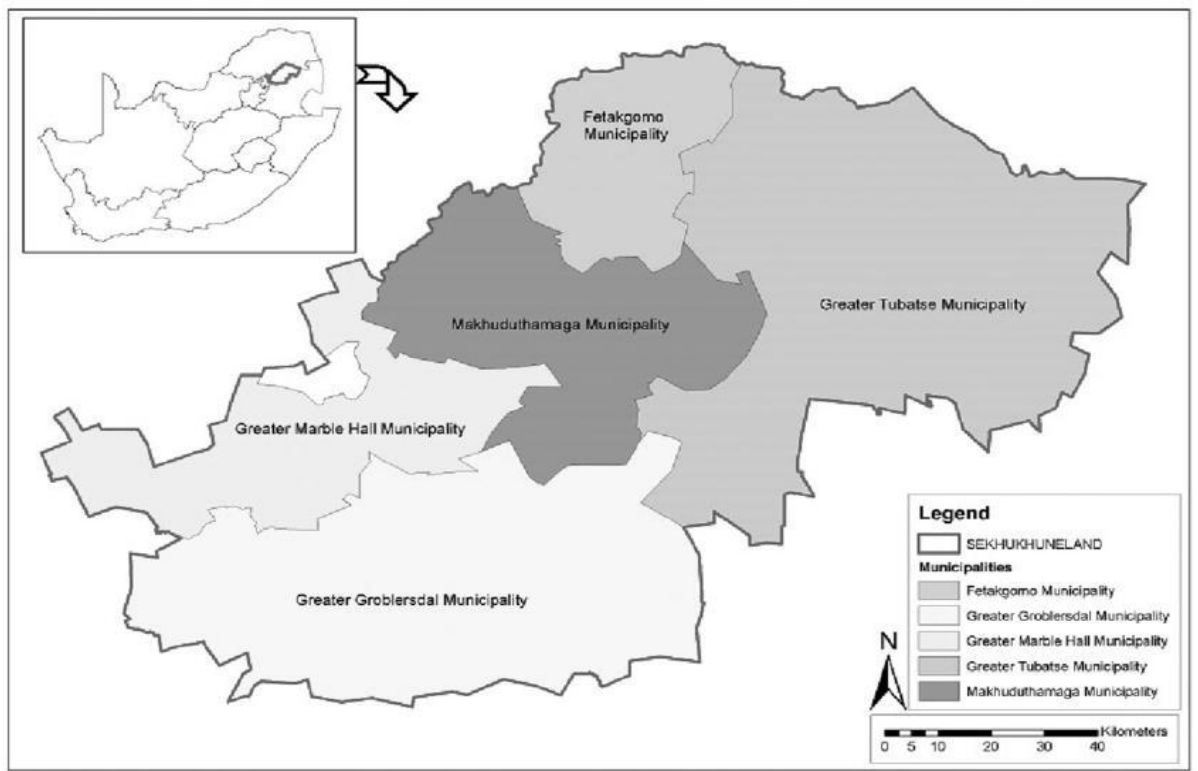 Fetakgomo
Municipality
Greater Tubatse Municipality
Makhuduthamaga Municipality
Greater Marble Hall Municipality
Greater Groblersdal Municipality
Legend
SEKHUKHUNELAND
Municipalities
Fetakgomo Municipality
Greater Groblersdal Municipality
Greater Marble Hall Municipality
Greater Tubatse Municipality
Makhuduthamaga Municipality
N
Kilometers
0 5 10 20 30 40